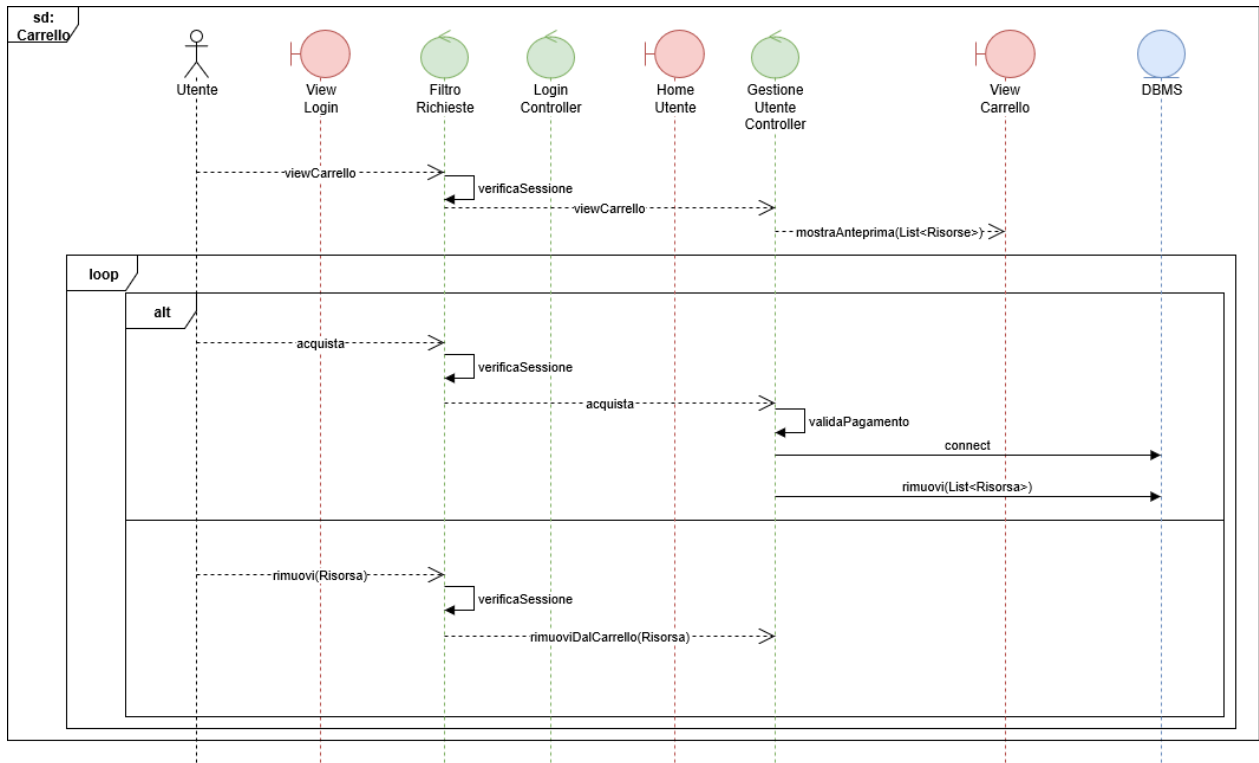 sd:
Carrello
Utente
View
Login
Filtro
Richieste
Login
Controller
Home
Utente
Gestione
Utente
Controller
View
Carrello
DBMS
viewCarrello
verificaSessione
viewCarrello
mostraAnteprima(List<Risorse>)
loop
alt
acquista
verificaSessione
acquista
validaPagamento
connect
rimuovi(List<Risorsa>)
rimuovi(Risorsa)
verificaSessione
rimuoviDalCarrello(Risorsa)